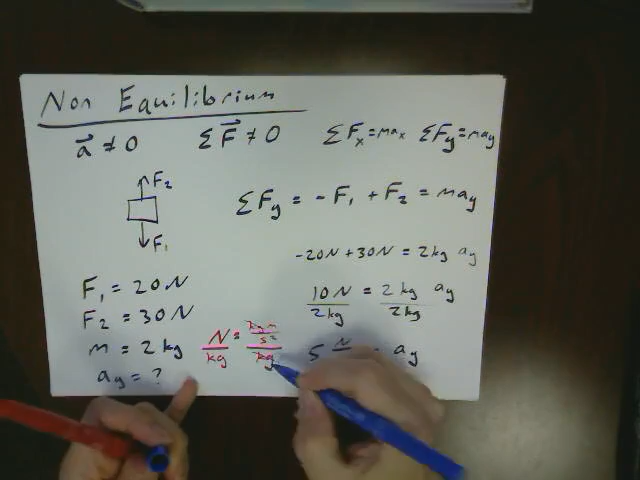 Non Equilibrium
a⃗ ≠ 0 ΣF⃗ ≠ 0 ΣFx = max ΣFy = may
F2
ΣFy = -F1 + F2 = may
F1
-20N + 30N = 2kg ay
F1 = 20N
10N/2kg = 2kg/2kg ay
F2 = 30N
N/kg = (kg m/s²)/kg
m = 2kg
5 N = ay
ay = ?